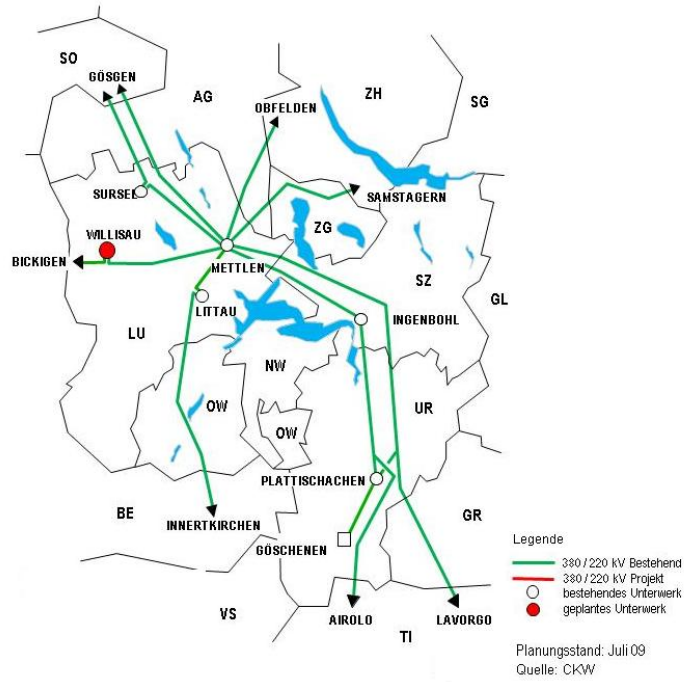 SO
GÖSGEN
AG
ZH
OBFELDEN
SG
SURSEE
SAMSTAGERN
WILLISAU
ZG
BICKIGEN
METTLEN
SZ
GL
LITTAU
INGENBOHL
LU
NW
OW
UR
OW
PLATTISCHACHEN
BE
INNERTKIRCHEN
GR
GÖSCHENEN
VS
AIROLO
TI
LAVORGO
Legende
380 / 220 kV Bestehend
380 / 220 kV Projekt
bestehendes Unterwerk
geplantes Unterwerk
Planungsstand: Juli 09
Quelle: CKW